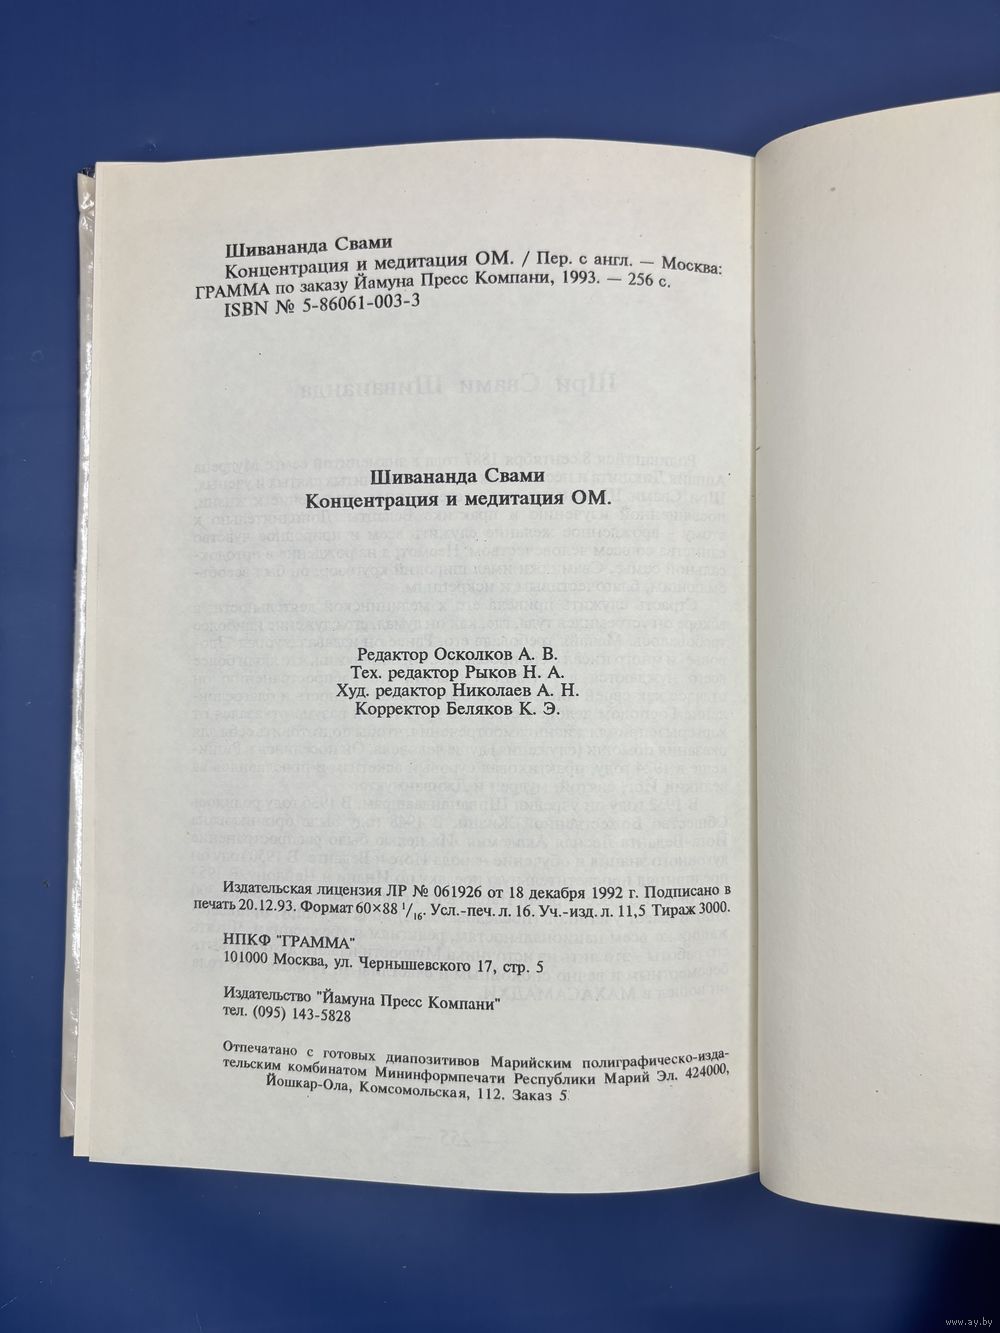 Шивананда Свами
Концентрация и медитация ОМ. / Пер. с англ. — Москва:
ГРАММА по заказу Йамуна Пресс Компани, 1993. — 256 с.
ISBN № 5-86061-003-3
Шивананда Свами
Концентрация и медитация ОМ.
Редактор Осколков А. В.
Тех. редактор Рыков Н. А.
Худ. редактор Николаев А. Н.
Корректор Беляков К. Э.
Издательская лицензия ЛР № 061926 от 18 декабря 1992 г. Подписано в
печать 20.12.93. Формат 60×88 1/16. Усл.-печ. л. 16. Уч.-изд. л. 11,5 Тираж 3000.
НПКФ "ГРАММА"
101000 Москва, ул. Чернышевского 17, стр. 5
Издательство "Йамуна Пресс Компани"
тел. (095) 143-5828
Отпечатано с готовых диапозитивов Марийским полиграфическо-изда-
тельским комбинатом Мининформпечати Республики Марий Эл. 424000,
Йошкар-Ола, Комсомольская, 112. Заказ 5
www.ay.by